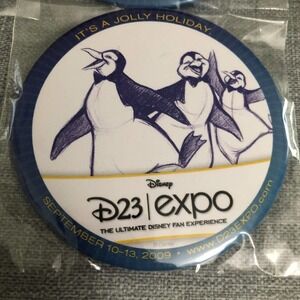 IT'S A JOLLY HOLIDAY
Disney
D23 | expo
THE ULTIMATE DISNEY FAN EXPERIENCE
SEPTEMBER 10-13, 2009 • WWW.D23EXPO.com